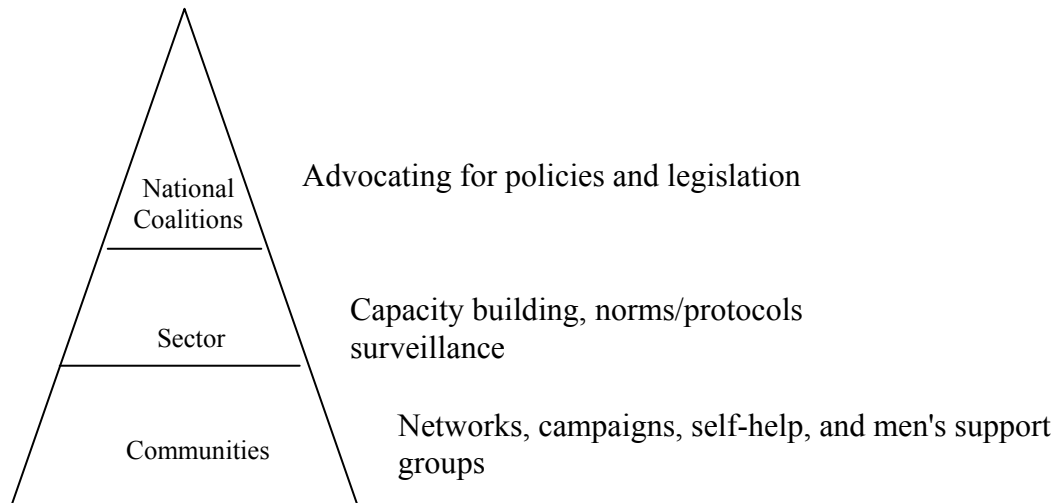 National
Coalitions
Advocating for policies and legislation
Sector
Capacity building, norms/protocols
surveillance
Communities
Networks, campaigns, self-help, and men's support
groups